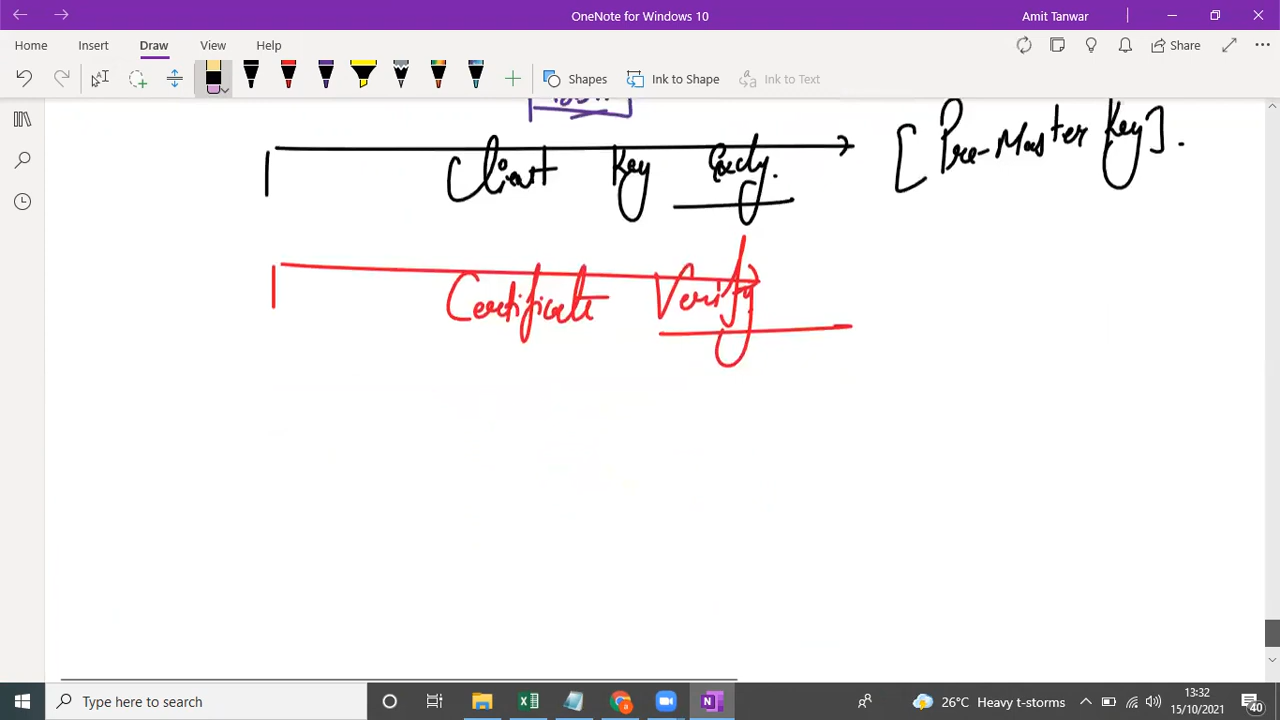 OneNote for Windows 10
Amit Tanwar
Home Insert Draw View Help
Share
Shapes Ink to Shape Ink to Text
Client Key Exchg. [Pre-Master Key].
Certificate Verify
Type here to search
26°C Heavy t-storms
13:32
15/10/2021
40